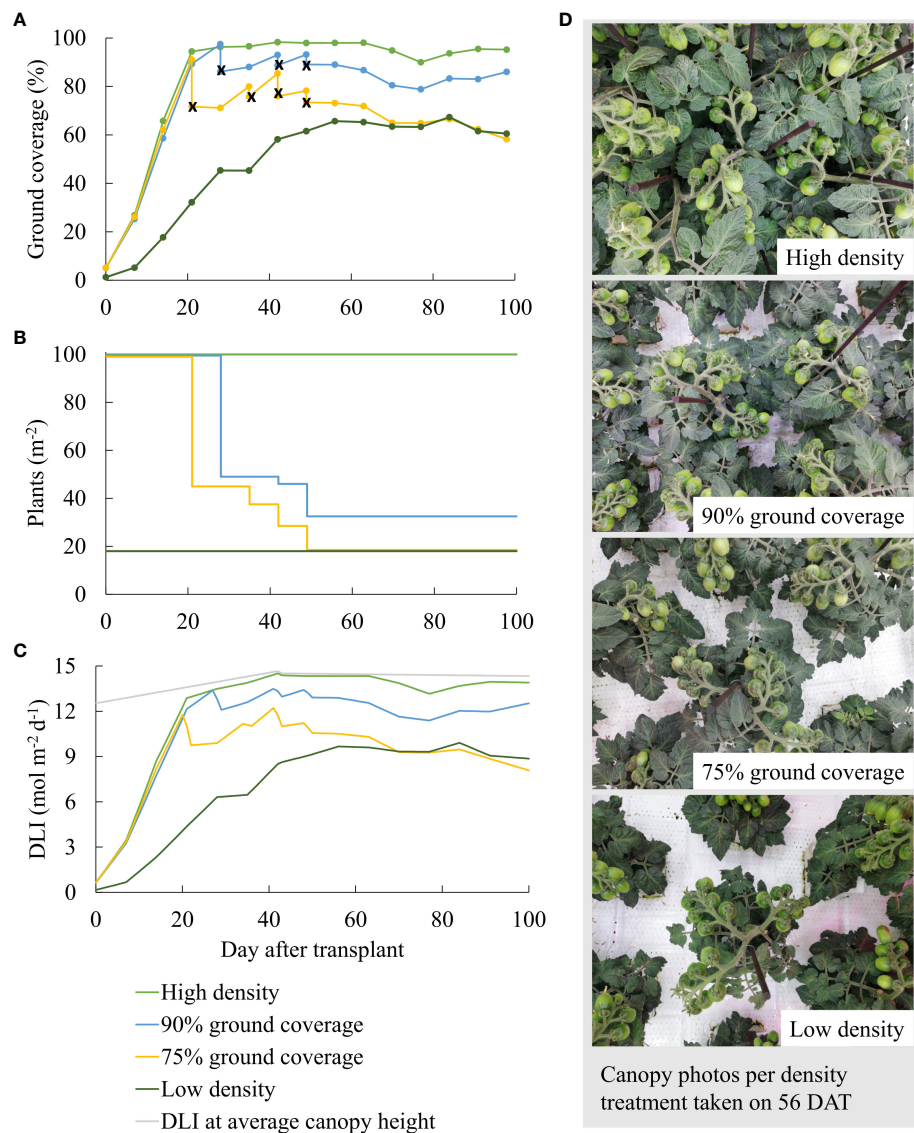 A
Ground coverage (%)
100
80
60
40
20
0
0 20 40 60 80 100
X X X X X X X X
B
Plants (m-2)
100
80
60
40
20
0
0 20 40 60 80 100
C
DLI (mol m-2 d-1)
15
12
9
6
3
0
0 20 40 60 80 100
Day after transplant
High density
90% ground coverage
75% ground coverage
Low density
DLI at average canopy height
D
High density
90% ground coverage
75% ground coverage
Low density
Canopy photos per density
treatment taken on 56 DAT